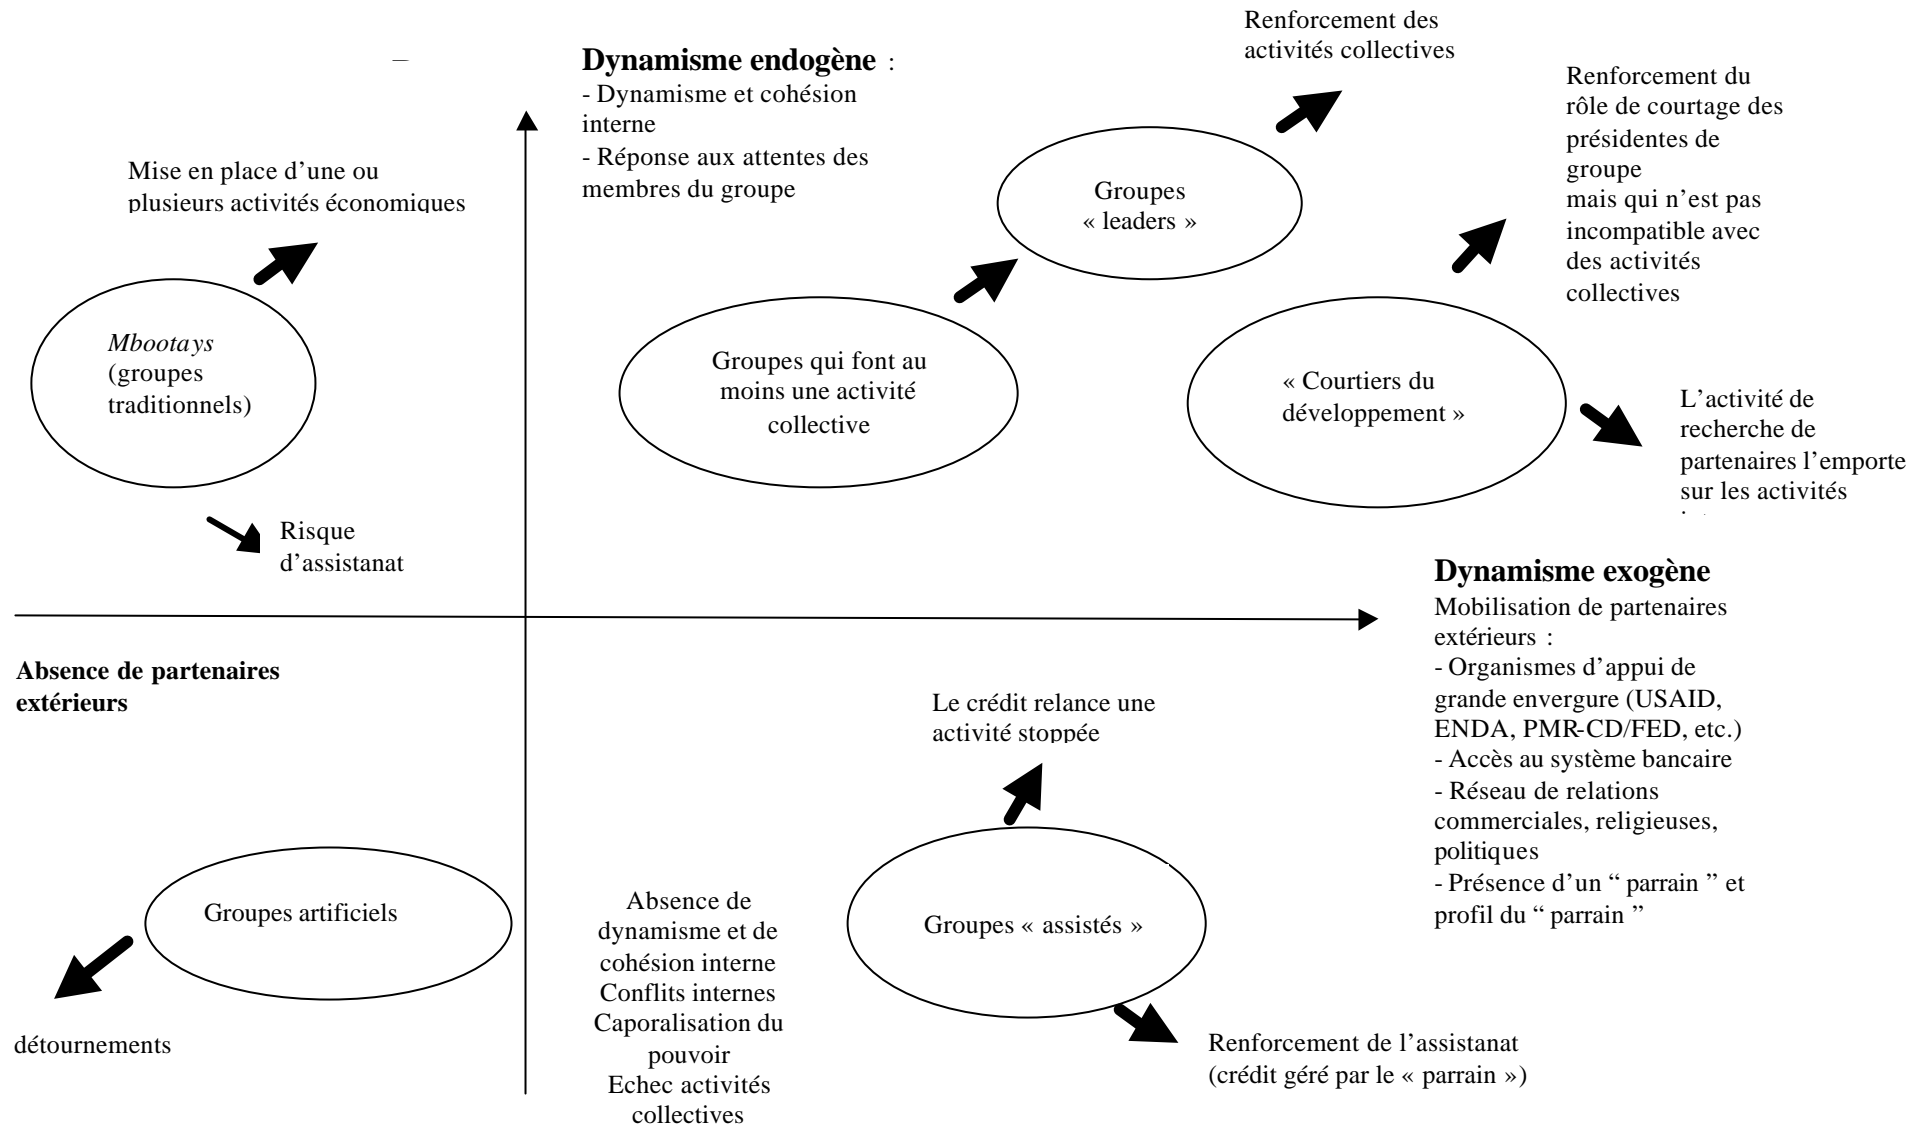 Renforcement des
activités collectives
Dynamisme endogène :
- Dynamisme et cohésion
interne
- Réponse aux attentes des
membres du groupe
Renforcement du
rôle de courtage des
présidentes de
groupe
mais qui n’est pas
incompatible avec
des activités
collectives
Mise en place d’une ou
plusieurs activités économiques
Groupes
« leaders »
Mbootays
(groupes
traditionnels)
Groupes qui font au
moins une activité
collective
« Courtiers du
développement »
L’activité de
recherche de
partenaires l’emporte
sur les activités
Risque
d’assistanat
Dynamisme exogène
Mobilisation de partenaires
extérieurs :
- Organismes d’appui de
grande envergure (USAID,
ENDA, PMR-CD/FED, etc.)
- Accès au système bancaire
- Réseau de relations
commerciales, religieuses,
politiques
- Présence d’un “ parrain ” et
profil du “ parrain ”
Absence de partenaires
extérieurs
Le crédit relance une
activité stoppée
Groupes artificiels
Absence de
dynamisme et de
cohésion interne
Conflits internes
Caporalisation du
pouvoir
Echec activités
collectives
Groupes « assistés »
détournements
Renforcement de l’assistanat
(crédit géré par le « parrain »)